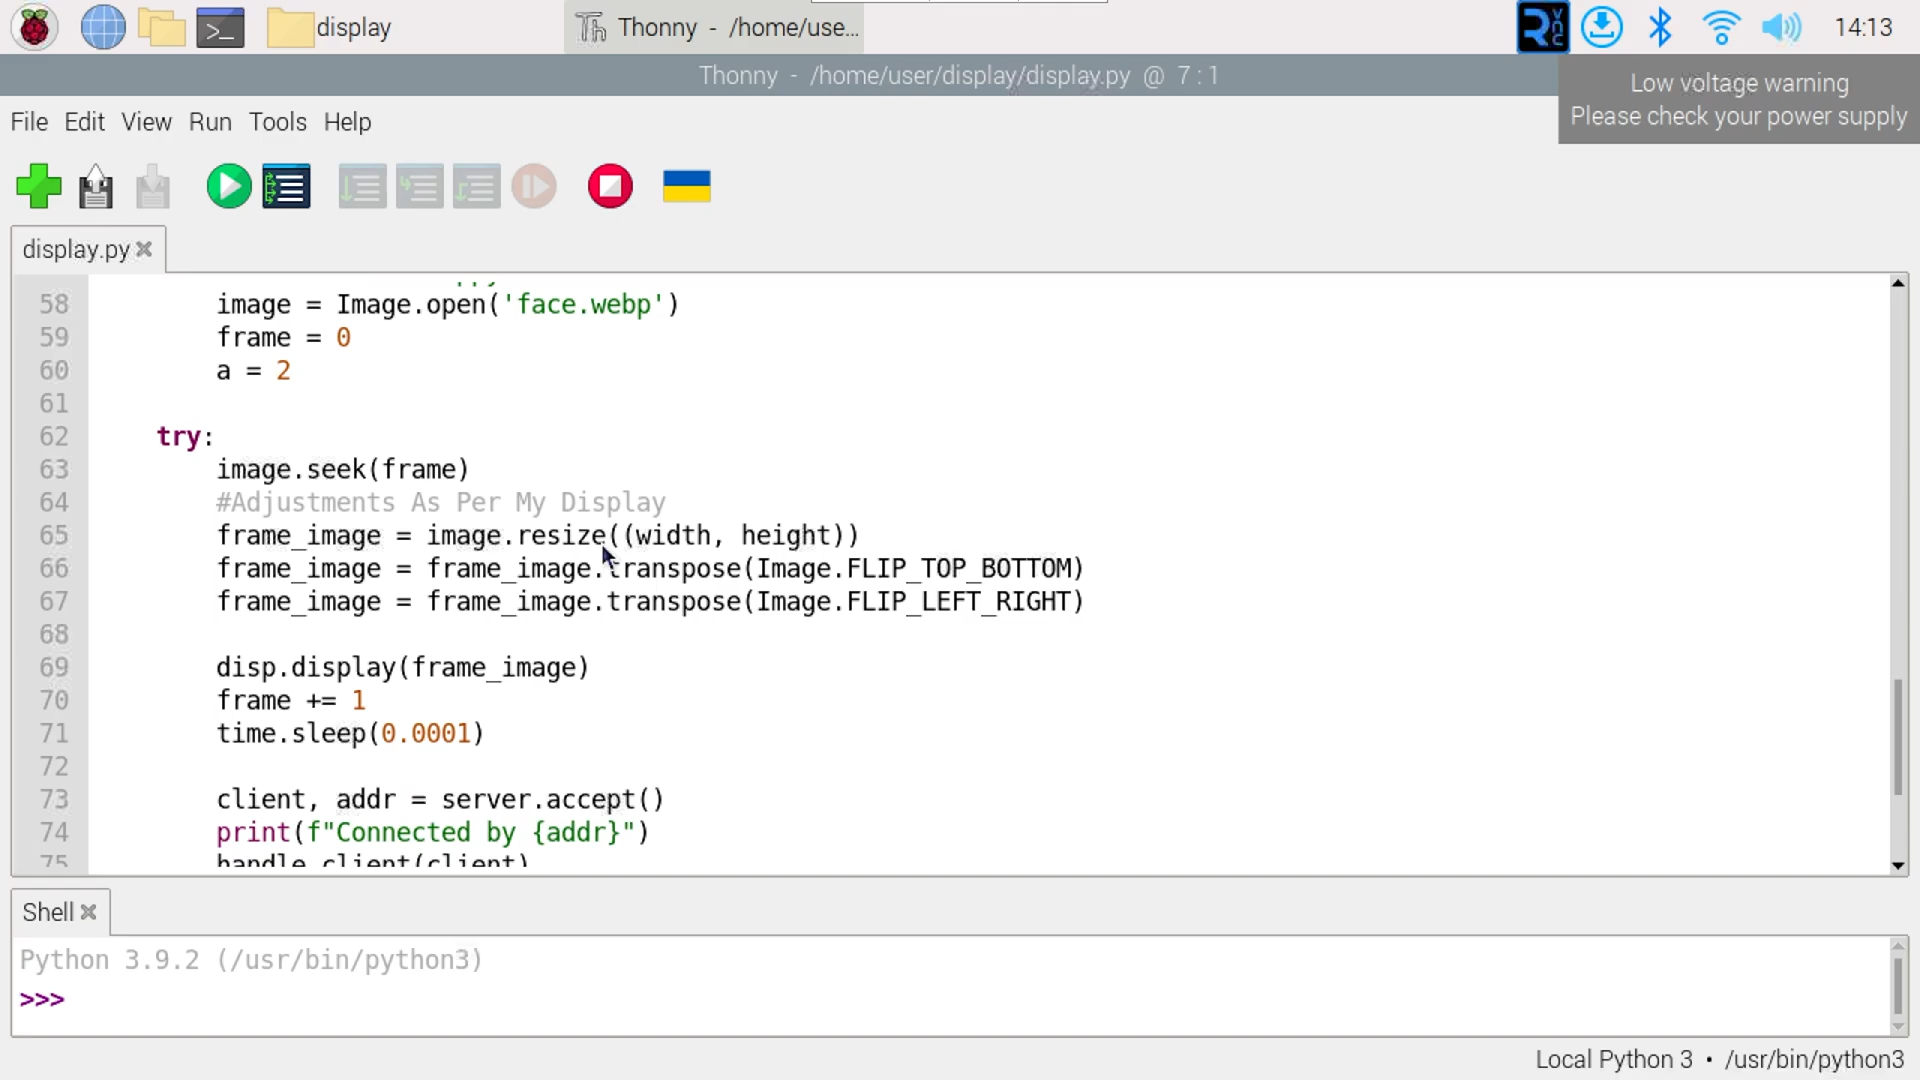 display
Thonny - /home/use...
14:13
Thonny - /home/user/display/display.py @ 7 : 1
Low voltage warning
Please check your power supply
File Edit View Run Tools Help
display.py
58 image = Image.open('face.webp')
59 frame = 0
60 a = 2
61
62 try:
63 image.seek(frame)
64 #Adjustments As Per My Display
65 frame_image = image.resize((width, height))
66 frame_image = frame_image.transpose(Image.FLIP_TOP_BOTTOM)
67 frame_image = frame_image.transpose(Image.FLIP_LEFT_RIGHT)
68
69 disp.display(frame_image)
70 frame += 1
71 time.sleep(0.0001)
72
73 client, addr = server.accept()
74 print(f"Connected by {addr}")
75 handle_client(client)
Shell
Python 3.9.2 (/usr/bin/python3)
>>>
Local Python 3 • /usr/bin/python3